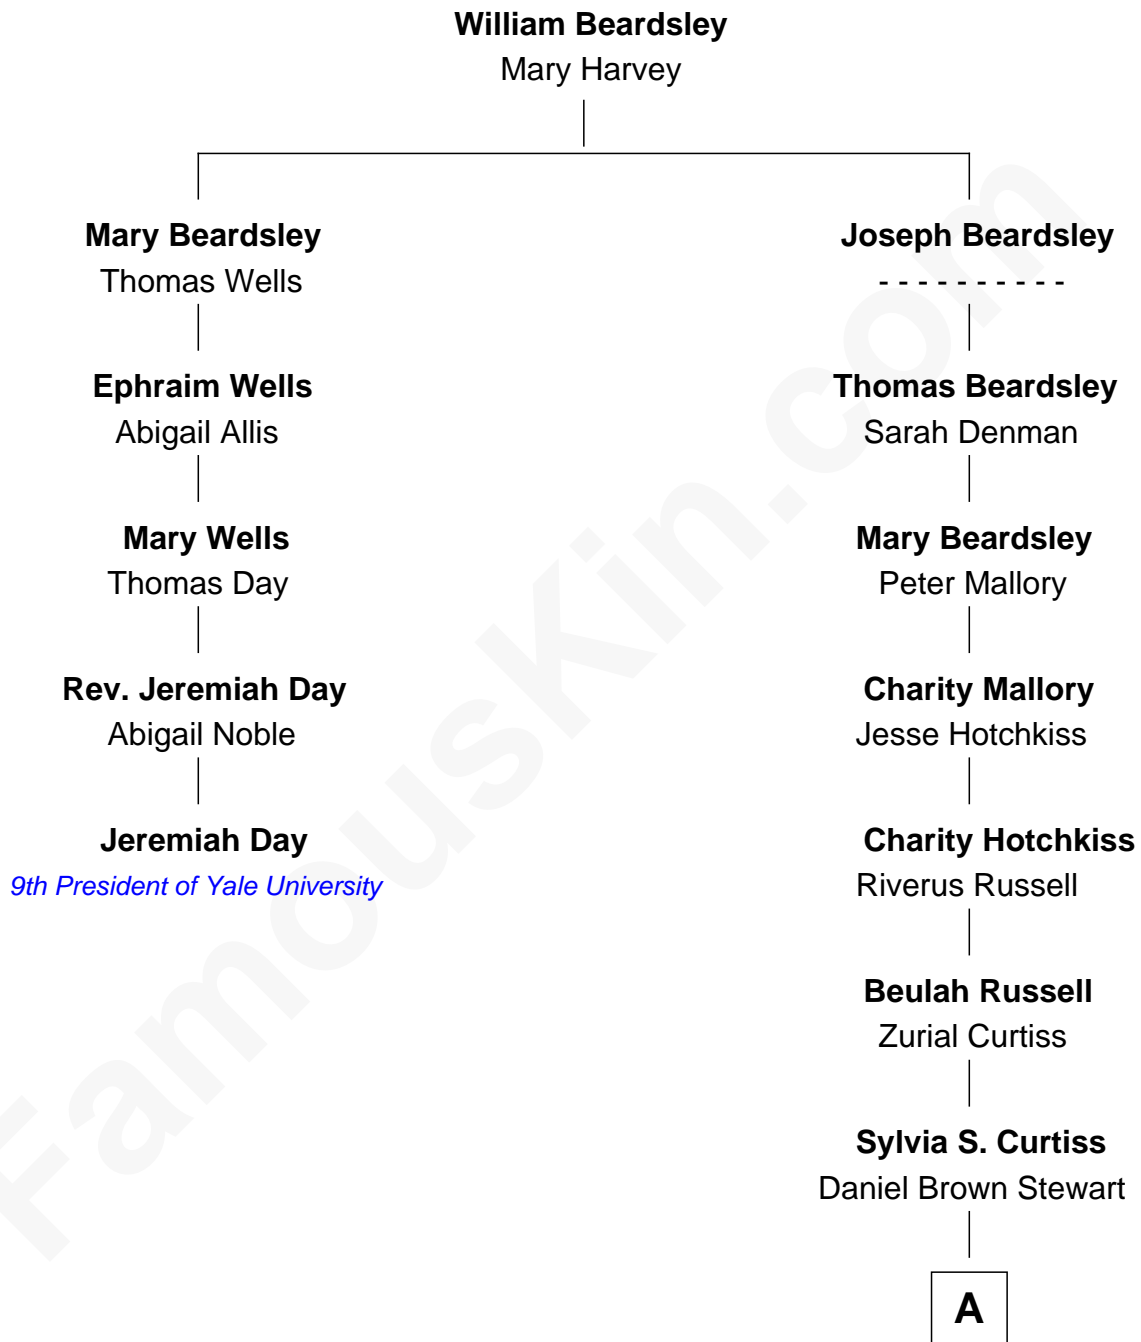 William Beardsley
Mary Harvey
Mary Beardsley
Thomas Wells
Joseph Beardsley
- - - - - - - - - -
Ephraim Wells
Abigail Allis
Thomas Beardsley
Sarah Denman
Mary Wells
Thomas Day
Mary Beardsley
Peter Mallory
Rev. Jeremiah Day
Abigail Noble
Charity Mallory
Jesse Hotchkiss
Jeremiah Day
9th President of Yale University
Charity Hotchkiss
Riverus Russell
Beulah Russell
Zurial Curtiss
Sylvia S. Curtiss
Daniel Brown Stewart
A
FamousKin.com